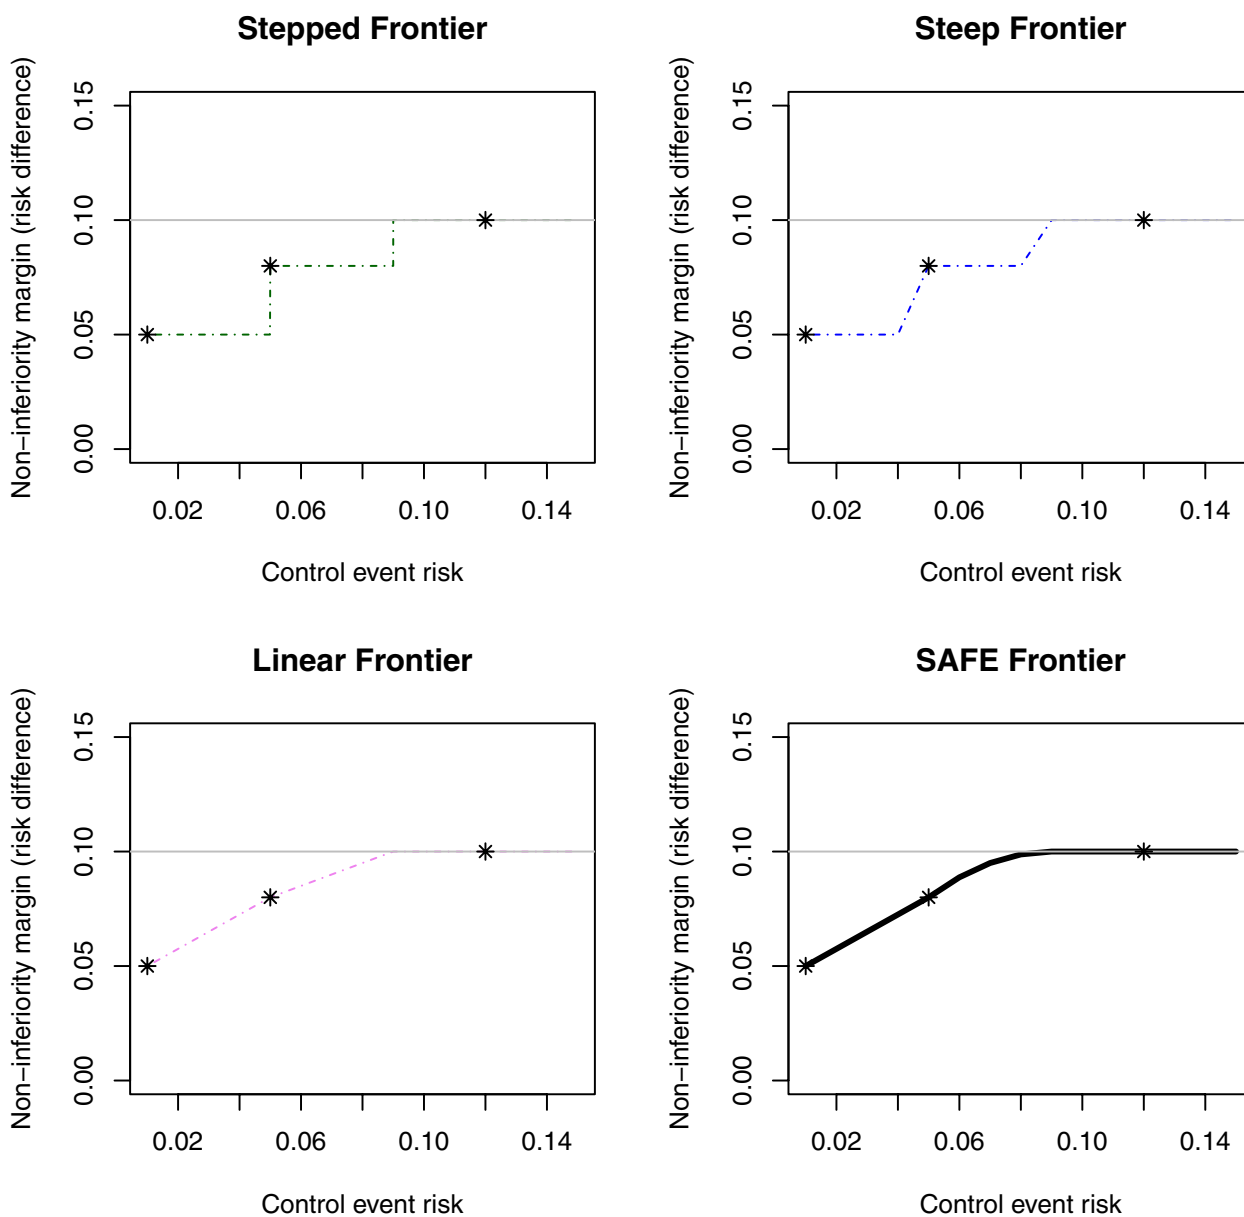 Stepped Frontier
Non−inferiority margin (risk difference)
0.15
0.10
0.05
0.00
0.02 0.06 0.10 0.14
Control event risk
Steep Frontier
Non−inferiority margin (risk difference)
0.15
0.10
0.05
0.00
0.02 0.06 0.10 0.14
Control event risk
Linear Frontier
Non−inferiority margin (risk difference)
0.15
0.10
0.05
0.00
0.02 0.06 0.10 0.14
Control event risk
SAFE Frontier
Non−inferiority margin (risk difference)
0.15
0.10
0.05
0.00
0.02 0.06 0.10 0.14
Control event risk